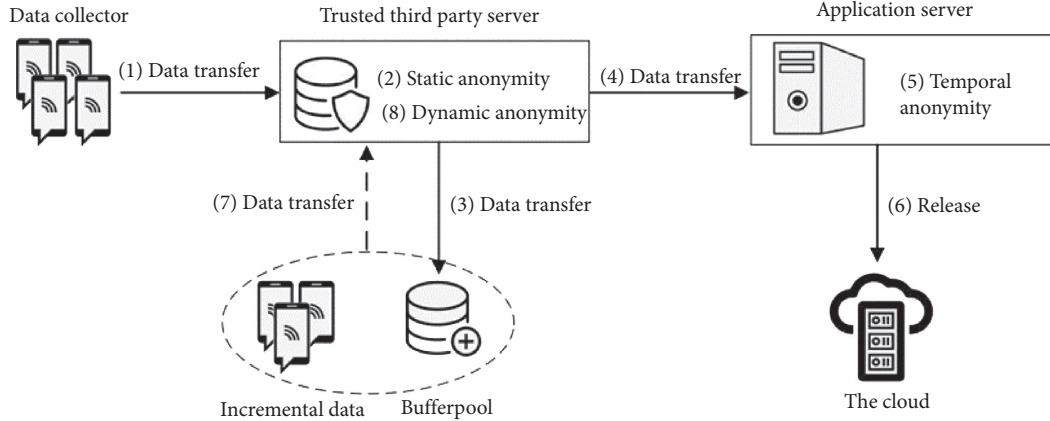 Data collector
Trusted third party server
Application server
(1) Data transfer
(2) Static anonymity
(8) Dynamic anonymity
(4) Data transfer
(5) Temporal
anonymity
(7) Data transfer
(3) Data transfer
(6) Release
Incremental data
Bufferpool
The cloud